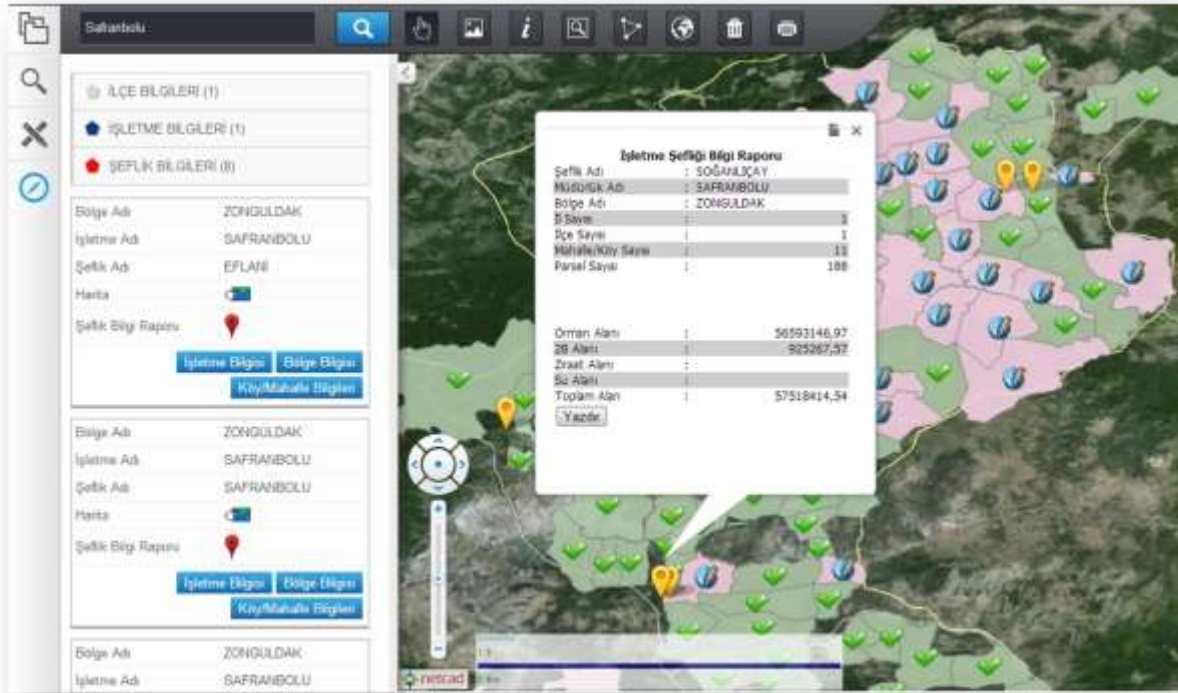 Safranbolu
İLÇE BİLGİLERİ (1)
İŞLETME BİLGİLERİ (1)
ŞEFLİK BİLGİLERİ (8)
Bölge Adı ZONGULDAK
İşletme Adı SAFRANBOLU
Şeflik Adı EFLANİ
Harita
Şeflik Bilgi Raporu
İşletme Bilgisi Bölge Bilgisi
Köy/Mahalle Bilgileri
Bölge Adı ZONGULDAK
İşletme Adı SAFRANBOLU
Şeflik Adı SAFRANBOLU
Harita
Şeflik Bilgi Raporu
İşletme Bilgisi Bölge Bilgisi
Köy/Mahalle Bilgileri
Bölge Adı ZONGULDAK
İşletme Adı SAFRANBOLU
İşletme Şefliği Bilgi Raporu
Şeflik Adı : SOĞANLIÇAY
Müdürlük Adı : SAFRANBOLU
Bölge Adı : ZONGULDAK
İl Sayısı : 1
İlçe Sayısı : 1
Mahalle/Köy Sayısı : 11
Parsel Sayısı : 188
Orman Alanı : 56593146,97
2B Alanı : 925267,57
Ziraat Alanı :
Su Alanı :
Toplam Alan : 57518414,54
Yazdır
netcad